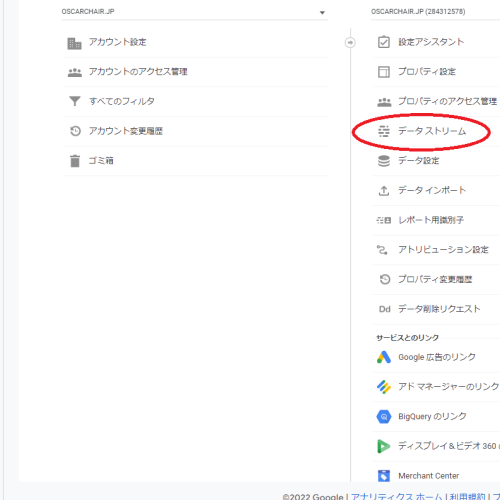 OSCARCHAIR.JP
アカウント設定
アカウントのアクセス管理
すべてのフィルタ
アカウント変更履歴
ゴミ箱
OSCARCHAIR.JP (284312578)
設定アシスタント
プロパティ設定
プロパティのアクセス管理
データ ストリーム
データ設定
データ インポート
レポート用識別子
アトリビューション設定
プロパティ変更履歴
Dd データ削除リクエスト
サービスとのリンク
Google 広告のリンク
アド マネージャーのリンク
BigQuery のリンク
ディスプレイ＆ビデオ 360
Merchant Center
©2022 Google | アナリティクス ホーム | 利用規約 | プ